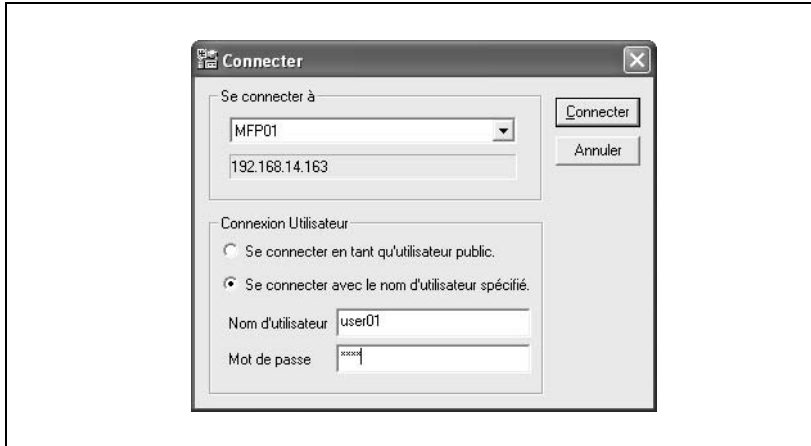 Connecter
Se connecter à
MFP01
192.168.14.163
Connecter
Annuler
Connexion Utilisateur
Se connecter en tant qu'utilisateur public.
Se connecter avec le nom d'utilisateur spécifié.
Nom d'utilisateur user01
Mot de passe ××××